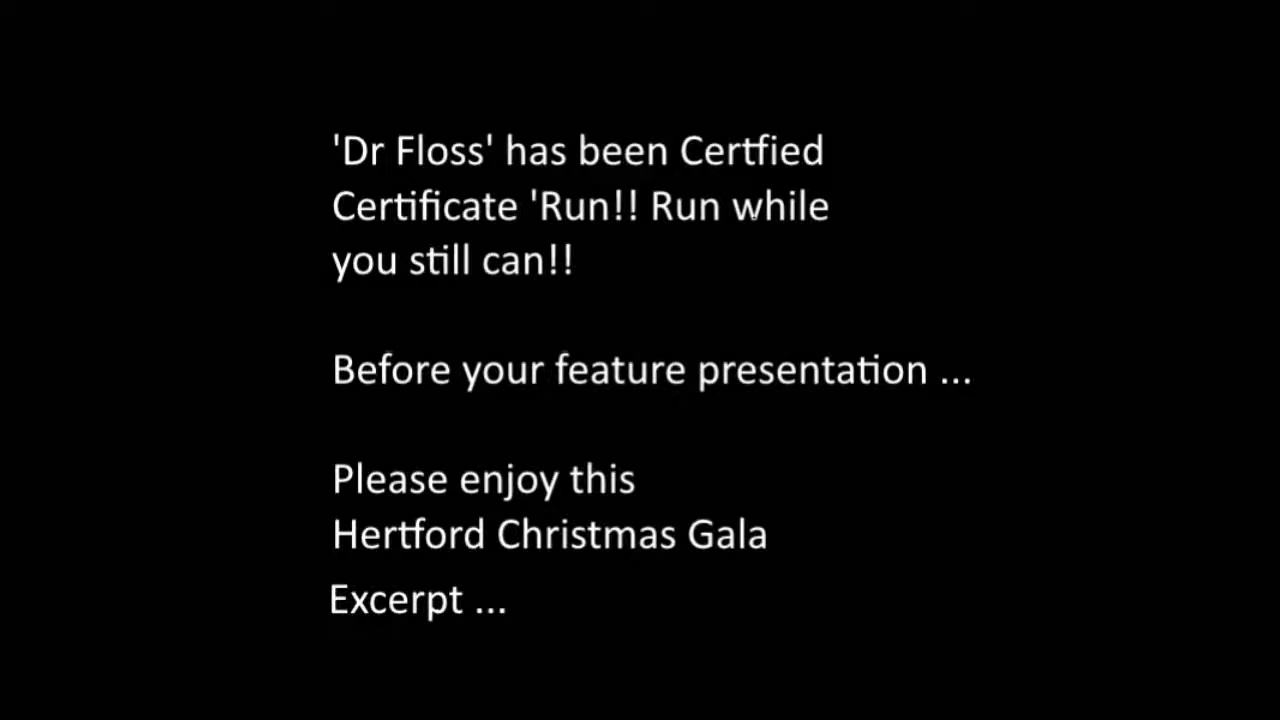 'Dr Floss' has been Certfied
Certificate 'Run!! Run while
you still can!!
Before your feature presentation ...
Please enjoy this
Hertford Christmas Gala
Excerpt ...